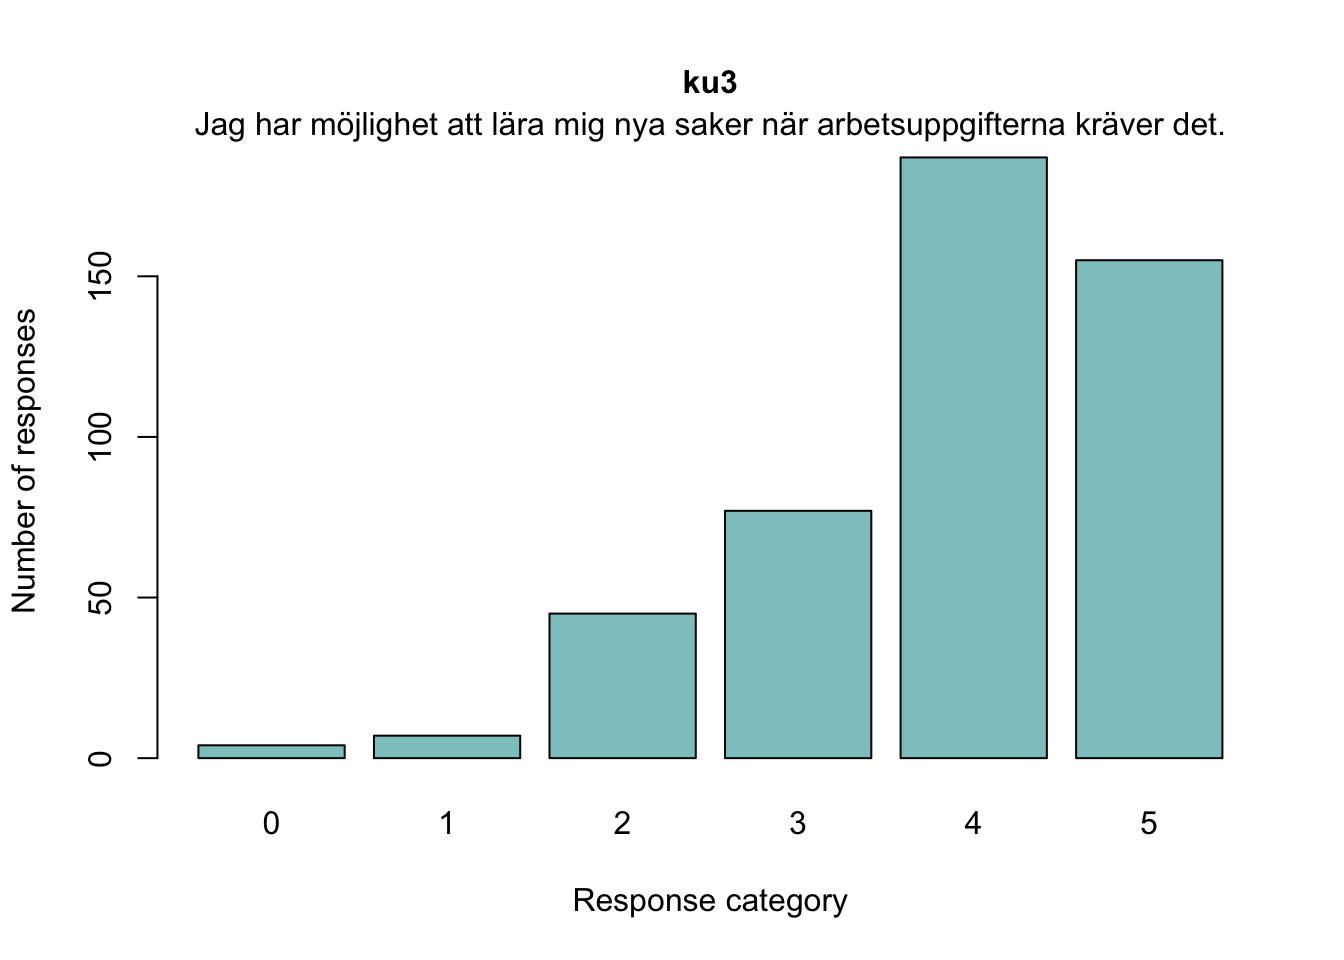 ku3
Jag har möjlighet att lära mig nya saker när arbetsuppgifterna kräver det.
Number of responses
150
100
50
0
0 1 2 3 4 5
Response category